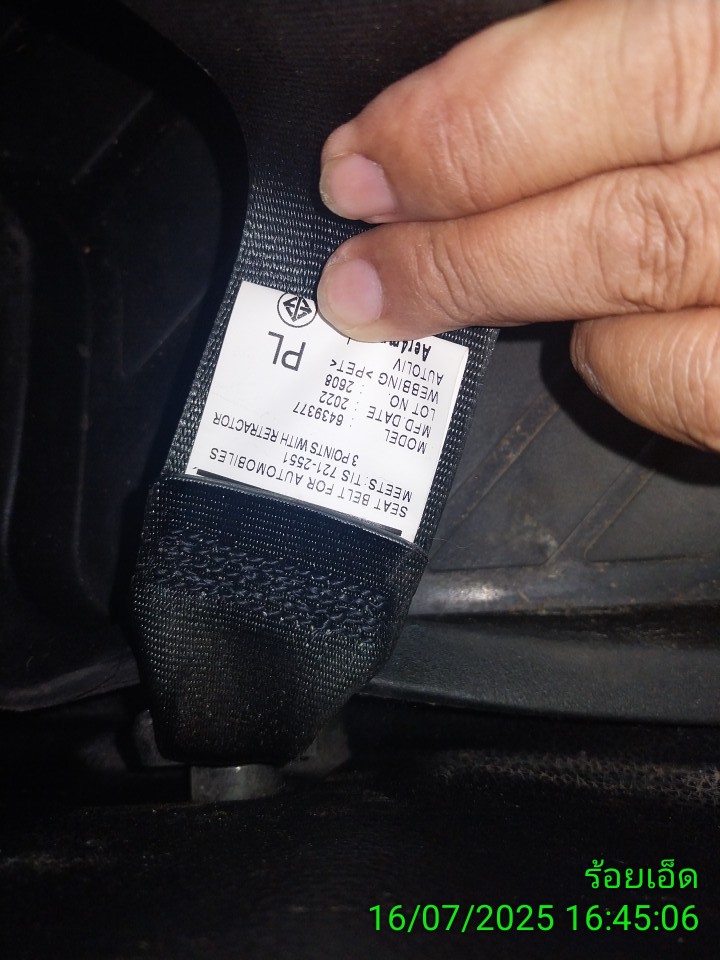 SEAT BELT FOR AUTOMOBILES
MEETS:TIS 721-2551
3 POINTS WITH RETRACTOR
MODEL : 6439377
MFD DATE : 2022
LOT NO. : 2608
WEBBING >PET<
AUTOLIV
PL
ร้อยเอ็ด
16/07/2025 16:45:06